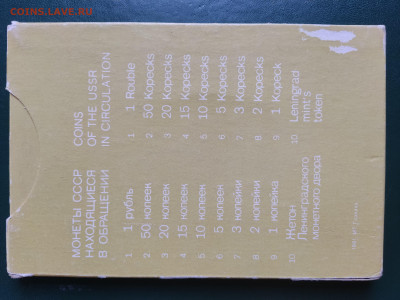 COINS.LAVE.RU
МОНЕТЫ СССР
НАХОДЯЩИЕСЯ
В ОБРАЩЕНИИ
1 1 рубль
2 50 копеек
3 20 копеек
4 15 копеек
5 10 копеек
6 5 копеек
7 3 копейки
8 2 копейки
9 1 копейка
10 Жетон
Ленинградского
монетного двора
COINS
OF THE USSR
IN CIRCULATION
1 1 Rouble
2 50 Kopecks
3 20 Kopecks
4 15 Kopecks
5 10 Kopecks
6 5 Kopecks
7 3 Kopecks
8 2 Kopecks
9 1 Kopeck
10 Leningrad
mint's
token